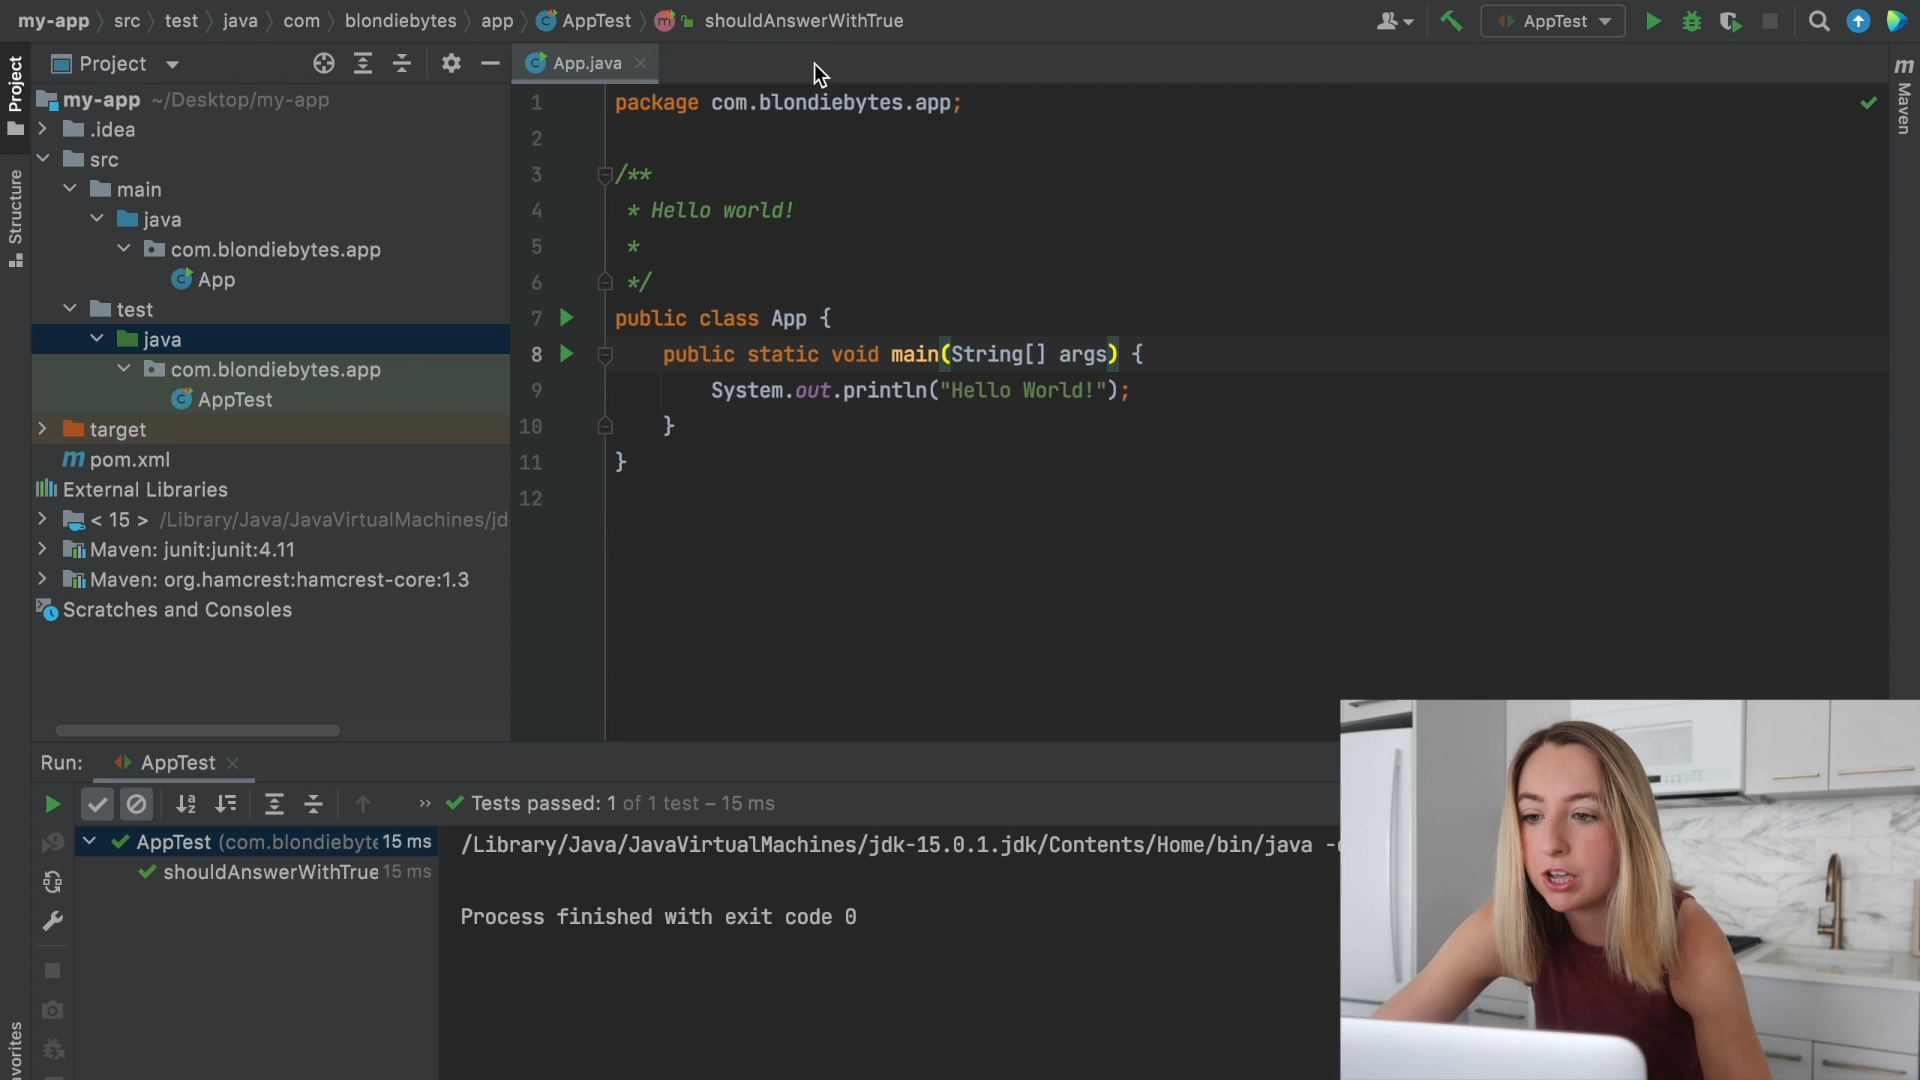 my-app src test java com blondiebytes app AppTest shouldAnswerWithTrue
AppTest
Project
App.java
Project
Structure
avorites
Maven
my-app ~/Desktop/my-app
.idea
src
main
java
com.blondiebytes.app
App
test
java
com.blondiebytes.app
AppTest
target
pom.xml
External Libraries
< 15 > /Library/Java/JavaVirtualMachines/jd
Maven: junit:junit:4.11
Maven: org.hamcrest:hamcrest-core:1.3
Scratches and Consoles
1 package com.blondiebytes.app;
2
3 /**
4 * Hello world!
5 *
6 */
7 public class App {
8 public static void main(String[] args) {
9 System.out.println("Hello World!");
10 }
11 }
12
Run: AppTest
Tests passed: 1 of 1 test – 15 ms
AppTest (com.blondiebyte 15 ms
shouldAnswerWithTrue 15 ms
/Library/Java/JavaVirtualMachines/jdk-15.0.1.jdk/Contents/Home/bin/java -
Process finished with exit code 0